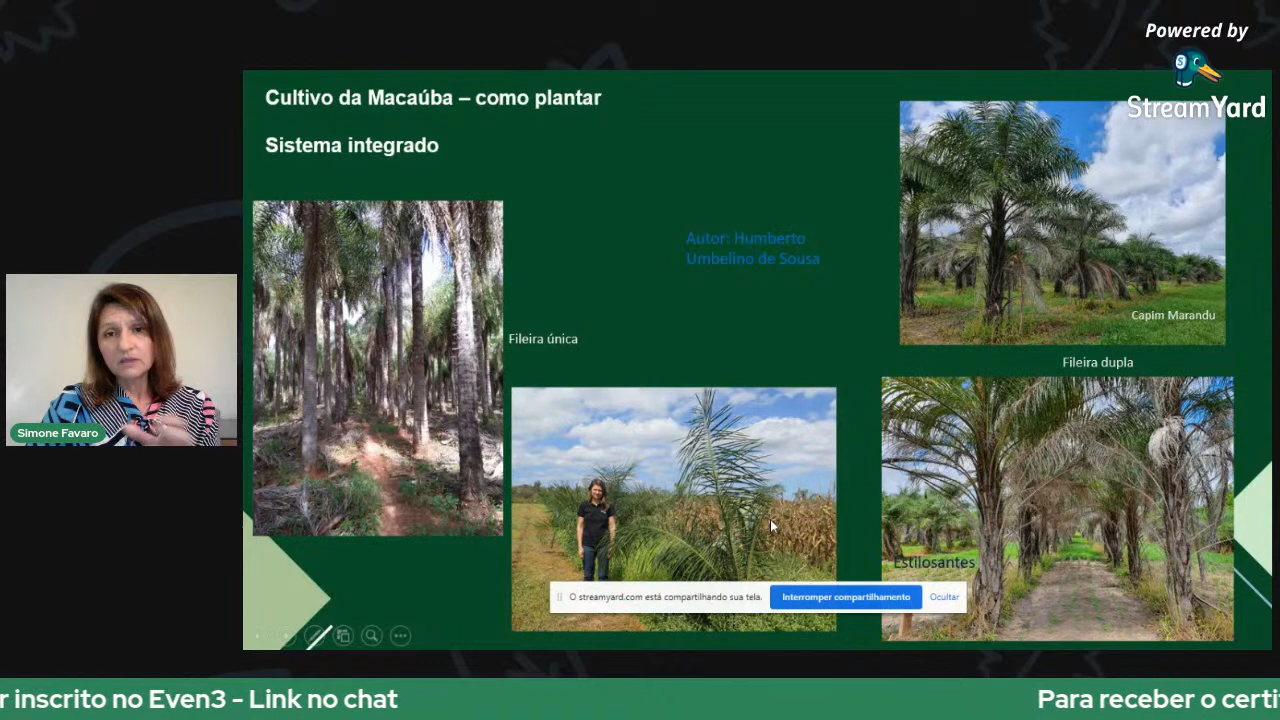 Powered by
StreamYard
Cultivo da Macaúba – como plantar
Sistema integrado
Autor: Humberto
Umbelino de Sousa
Capim Marandu
Fileira única
Fileira dupla
Simone Favaro
Estilosantes
O streamyard.com está compartilhando sua tela.
Interromper compartilhamento
Ocultar
r inscrito no Even3 - Link no chat
Para receber o certi